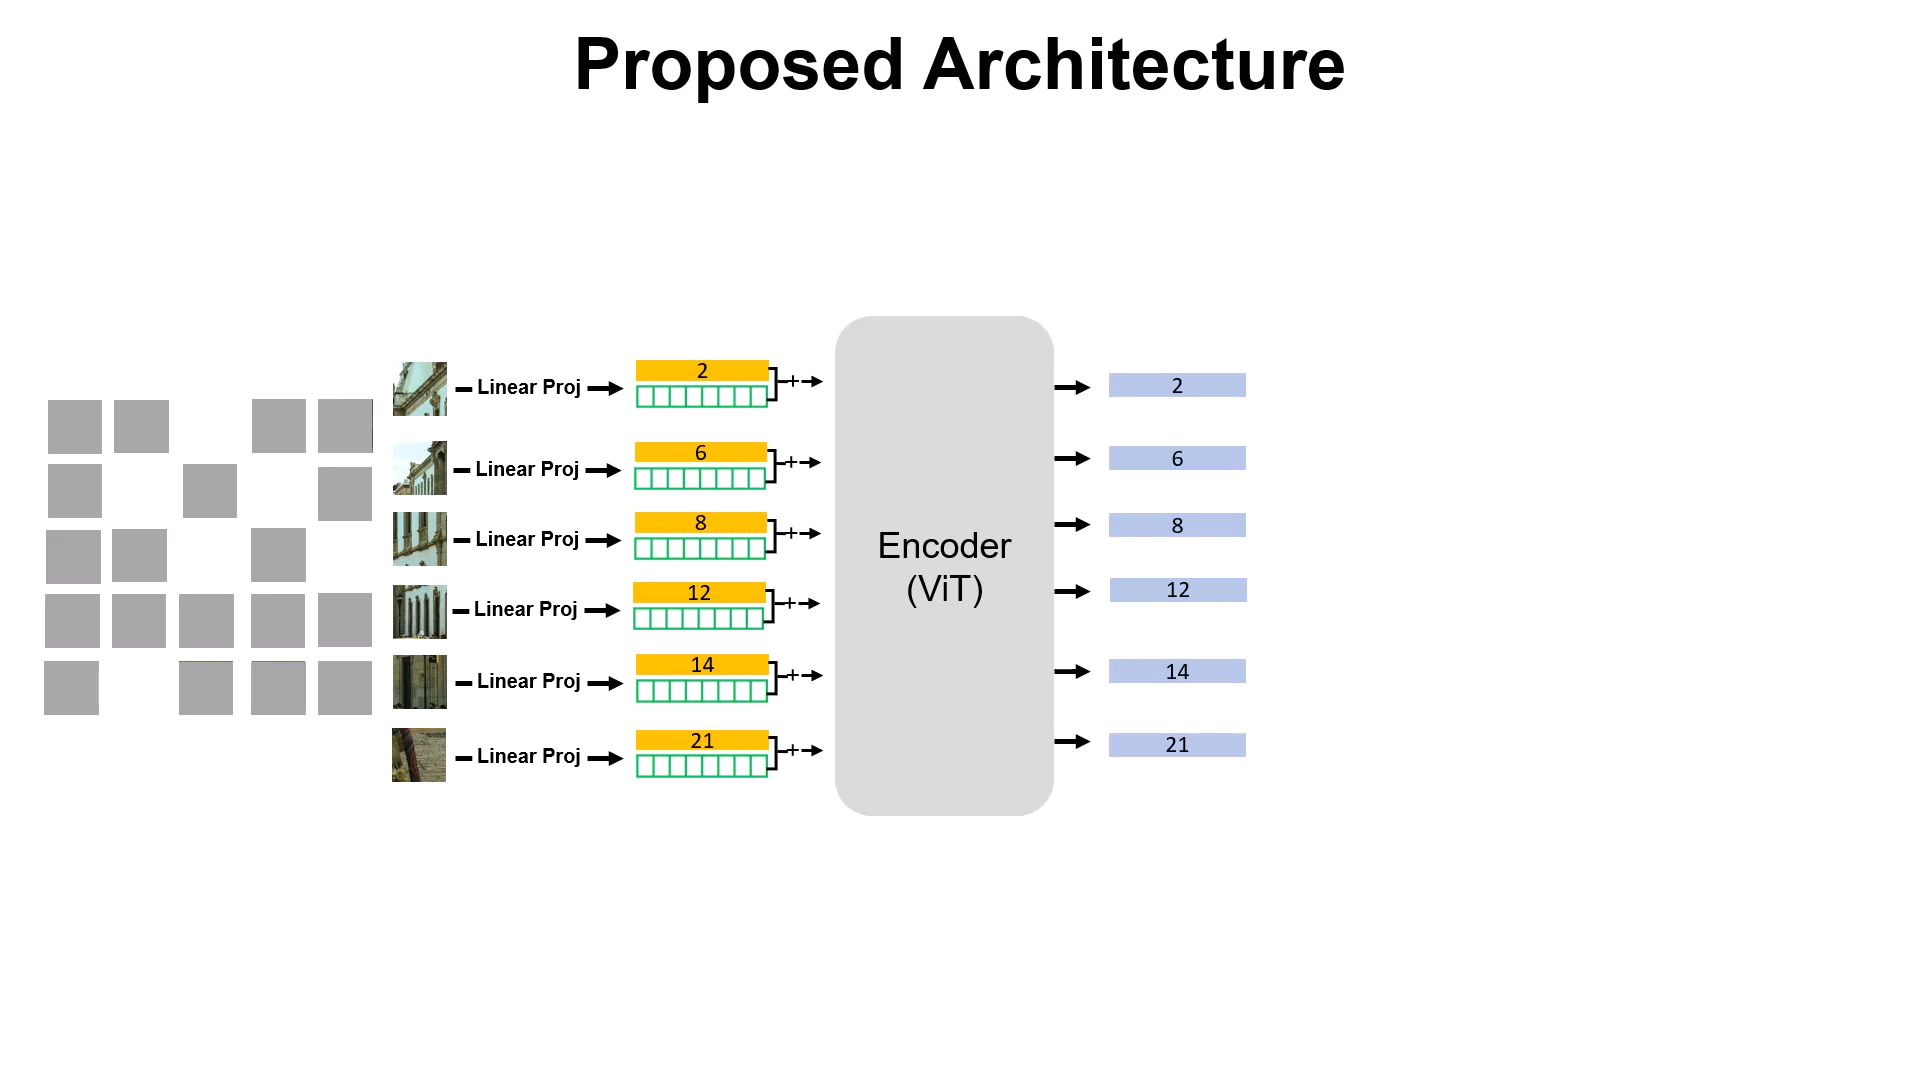 Proposed Architecture
Linear Proj 2 2
Linear Proj 6 6
Linear Proj 8 8
Linear Proj 12 12
Linear Proj 14 14
Linear Proj 21 21
Encoder
(ViT)